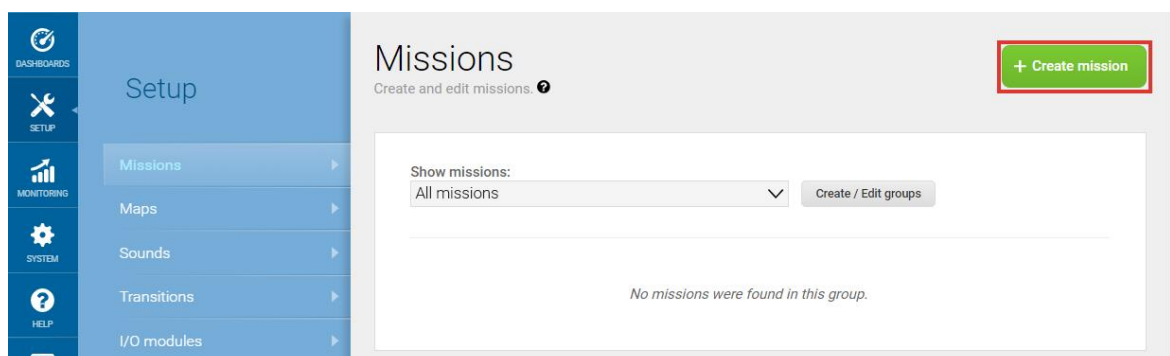 DASHBOARDS
SETUP
MONITORING
SYSTEM
HELP
Setup
Missions
Maps
Sounds
Transitions
I/O modules
Missions
Create and edit missions. ?
+ Create mission
Show missions:
All missions
Create / Edit groups
No missions were found in this group.